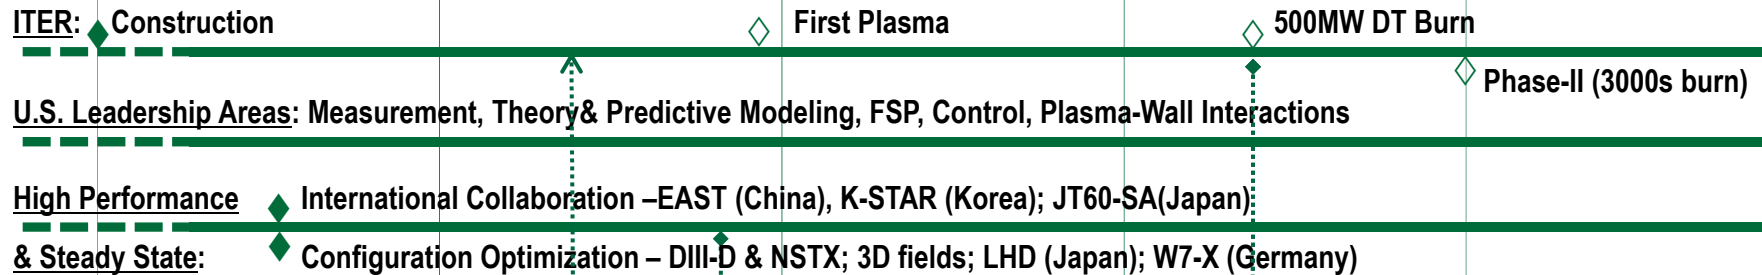 ITER: Construction First Plasma 500MW DT Burn
Phase-II (3000s burn)
U.S. Leadership Areas: Measurement, Theory& Predictive Modeling, FSP, Control, Plasma-Wall Interactions
High Performance International Collaboration –EAST (China), K-STAR (Korea); JT60-SA(Japan)
& Steady State: Configuration Optimization – DIII-D & NSTX; 3D fields; LHD (Japan); W7-X (Germany)